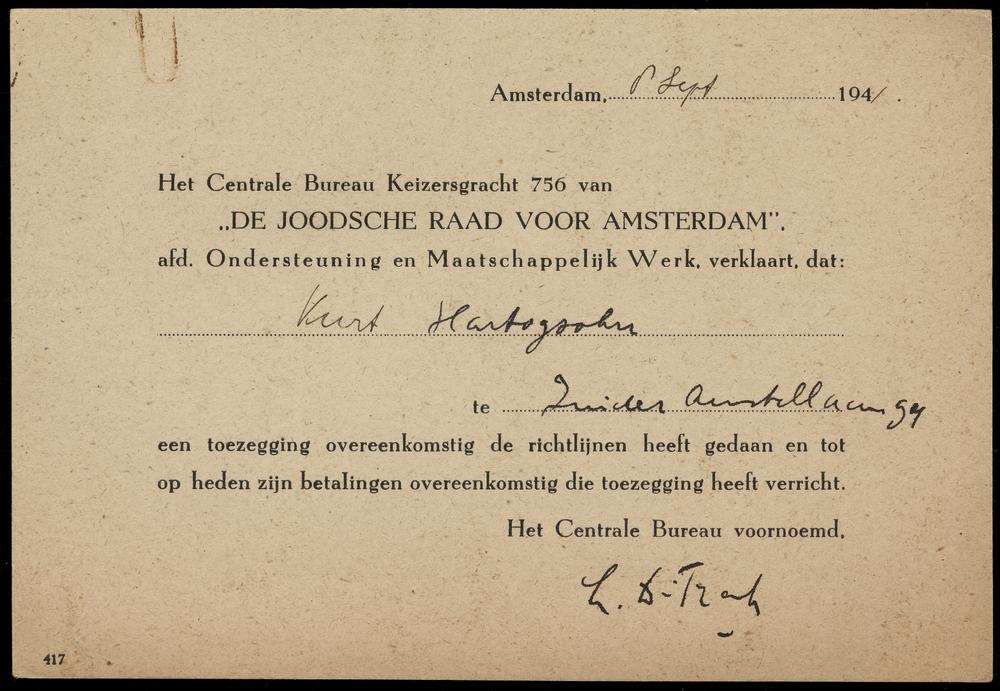 Amsterdam, Sept 1941.
Het Centrale Bureau Keizersgracht 756 van
„DE JOODSCHE RAAD VOOR AMSTERDAM”,
afd. Ondersteuning en Maatschappelijk Werk, verklaart, dat:
Kurt Hartogsohn
te Zuider Amstellaan 94
een toezegging overeenkomstig de richtlijnen heeft gedaan en tot
op heden zijn betalingen overeenkomstig die toezegging heeft verricht.
Het Centrale Bureau voornoemd,
417